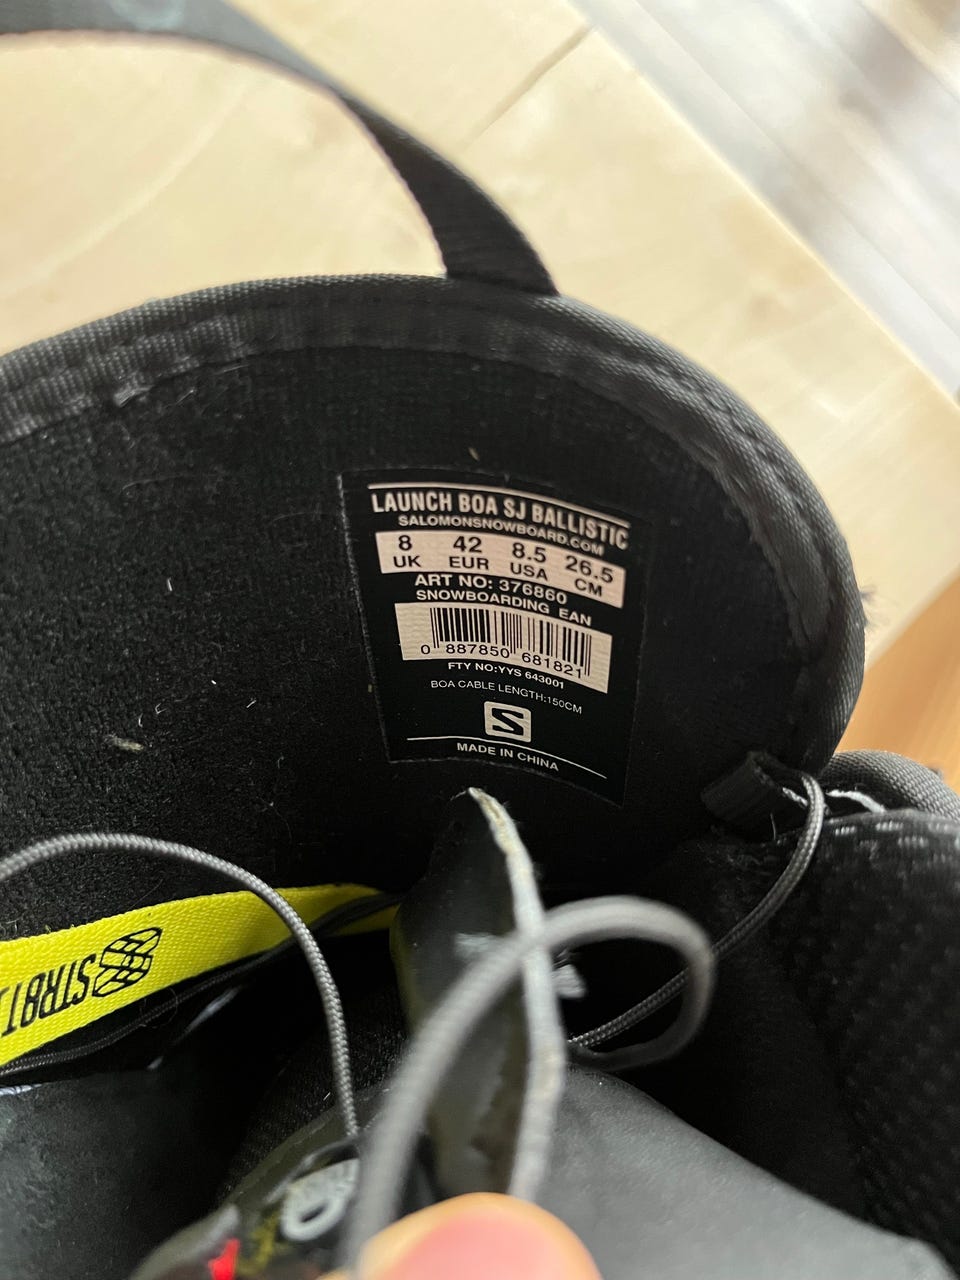 LAUNCH BOA SJ BALLISTIC
SALOMONSNOWBOARD.COM
8 42 8.5 26.5
UK EUR USA CM
ART NO: 376860
SNOWBOARDING EAN
0 887850 681821
FTY NO:YYS 643001
BOA CABLE LENGTH:150CM
S
MADE IN CHINA
STR8T